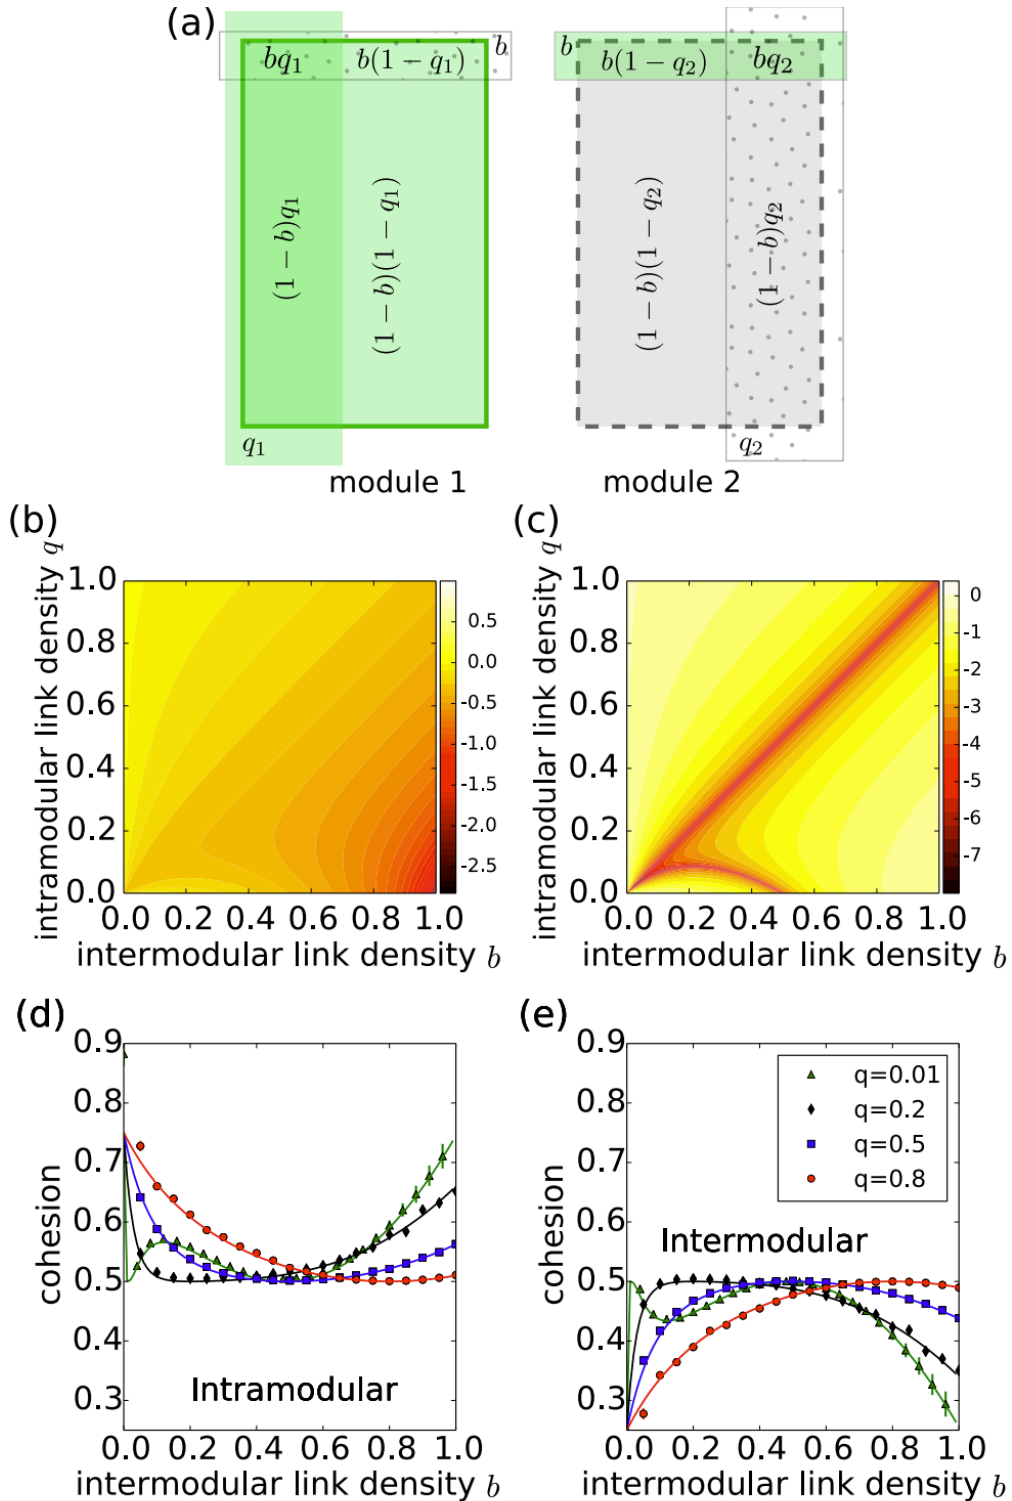 (a)
bq₁ b(1 − q₁) b
b b(1 − q₂) bq₂
(1 − b)q₁
(1 − b)(1 − q₁)
(1 − b)(1 − q₂)
(1 − b)q₂
q₁
q₂
module 1
module 2
(b)
intramodular link density q
1.0
0.8
0.6
0.4
0.2
0.0
0.0 0.2 0.4 0.6 0.8 1.0
intermodular link density b
0.5
0.0
-0.5
-1.0
-1.5
-2.0
-2.5
(c)
intramodular link density q
1.0
0.8
0.6
0.4
0.2
0.0
0.0 0.2 0.4 0.6 0.8 1.0
intermodular link density b
0
-1
-2
-3
-4
-5
-6
-7
(d)
cohesion
0.9
0.8
0.7
0.6
0.5
0.4
0.3
Intramodular
0.0 0.2 0.4 0.6 0.8 1.0
intermodular link density b
(e)
cohesion
0.9
0.8
0.7
0.6
0.5
0.4
0.3
q=0.01
q=0.2
q=0.5
q=0.8
Intermodular
0.0 0.2 0.4 0.6 0.8 1.0
intermodular link density b